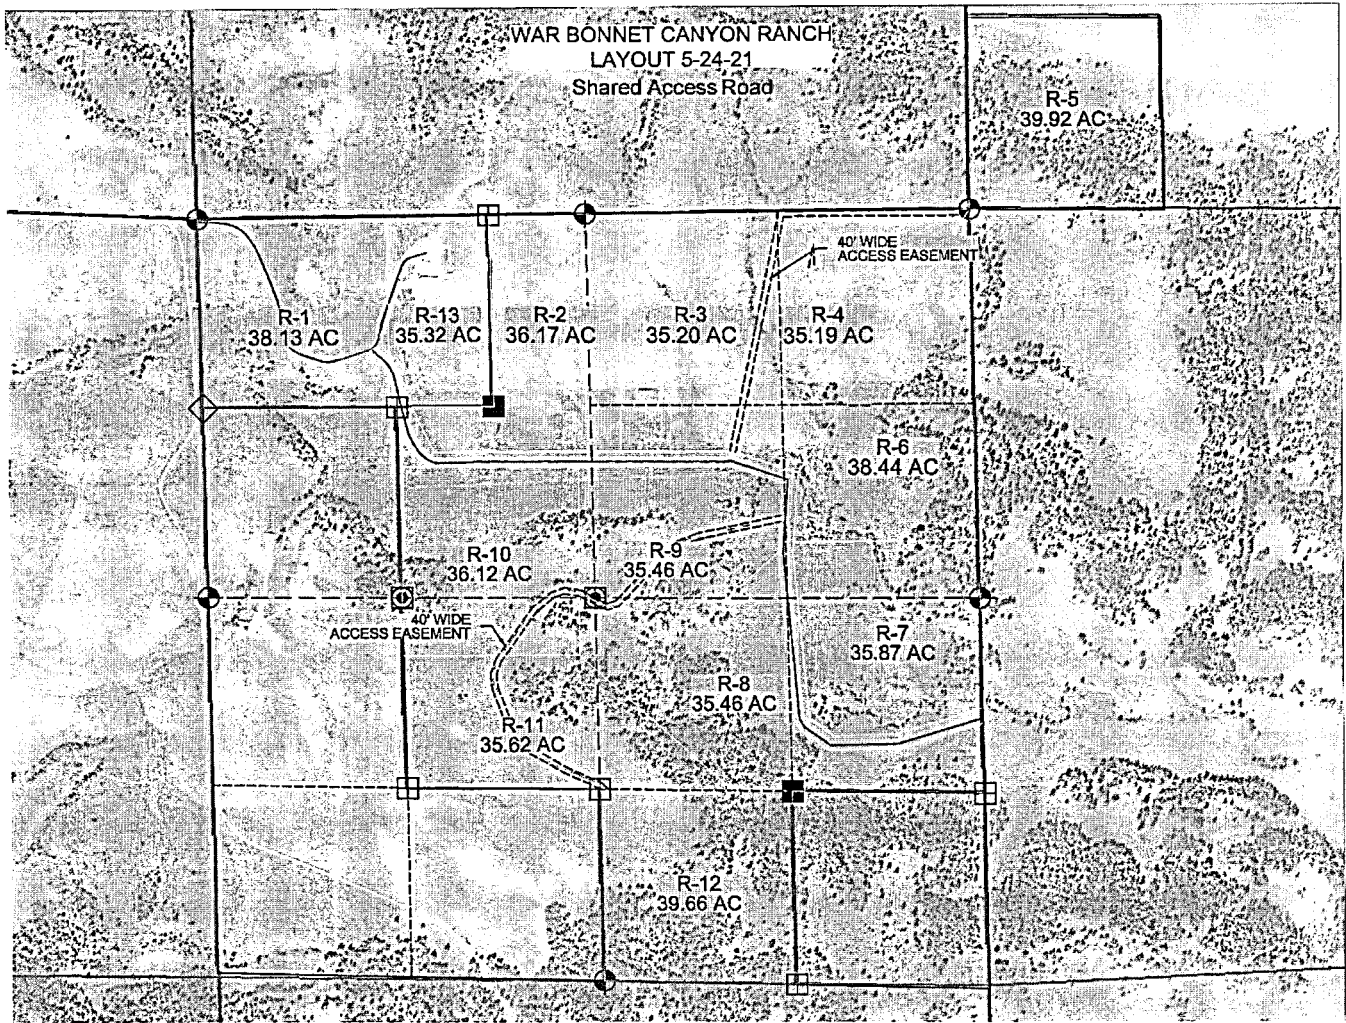 WAR BONNET CANYON RANCH
LAYOUT 5-24-21
Shared Access Road
R-5
39.92 AC
40' WIDE
ACCESS EASEMENT
R-1
38.13 AC
R-13
35.32 AC
R-2
36.17 AC
R-3
35.20 AC
R-4
35.19 AC
R-6
38.44 AC
R-10
36.12 AC
R-9
35.46 AC
40' WIDE
ACCESS EASEMENT
R-7
35.87 AC
R-8
35.46 AC
R-11
35.62 AC
R-12
39.66 AC